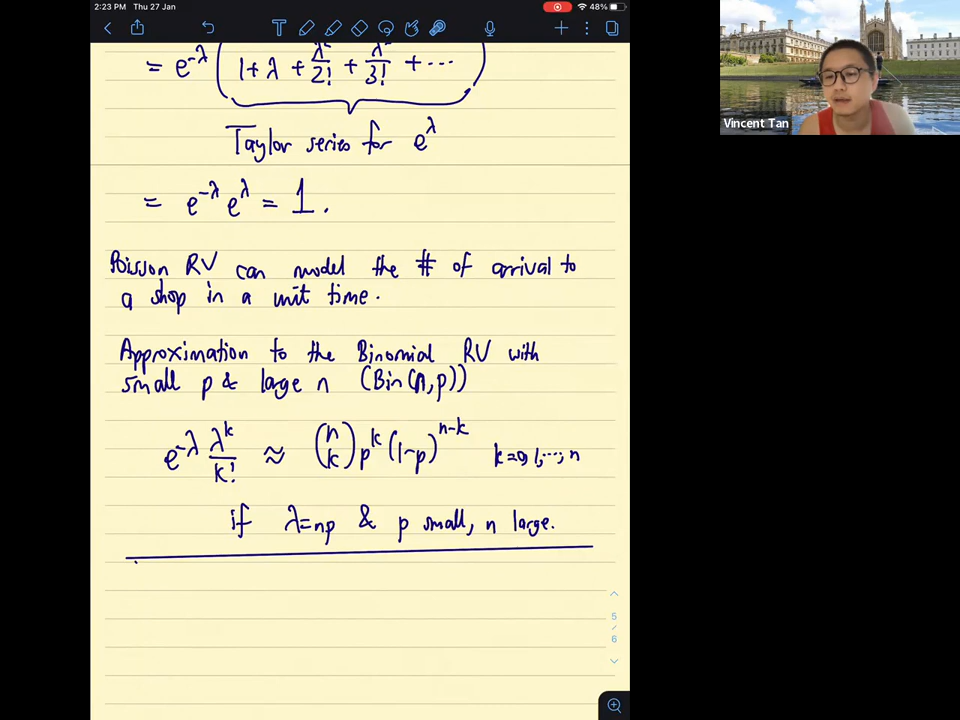 2:23 PM Thu 27 Jan
48%
= e^{-λ} ( 1 + λ + λ²/2! + λ³/3! + ⋯ )
Taylor series for e^λ
= e^{-λ} e^λ = 1.
Poisson RV can model the # of arrival to
a shop in a unit time.
Approximation to the Binomial RV with
small p & large n (Bin(n,p))
e^{-λ} λ^k/k! ≈ (n k) p^k (1-p)^{n-k} k=0,1,⋯,n
if λ=np & p small, n large.
5
/
6
Vincent Tan